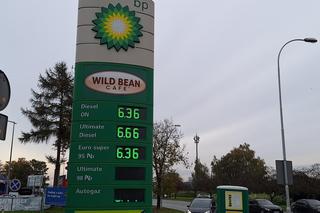 bp
WILD BEAN
CAFE
Diesel
ON
6.36
Ultimate
Diesel
6.66
Euro super
95 Pb
6.36
Ultimate
98 Pb
Autogaz